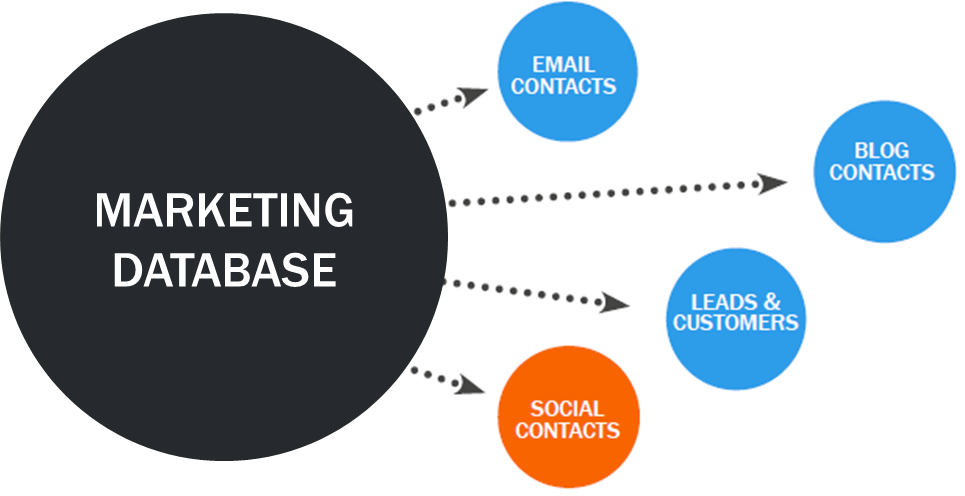 MARKETING
DATABASE
EMAIL
CONTACTS
BLOG
CONTACTS
LEADS &
CUSTOMERS
SOCIAL
CONTACTS